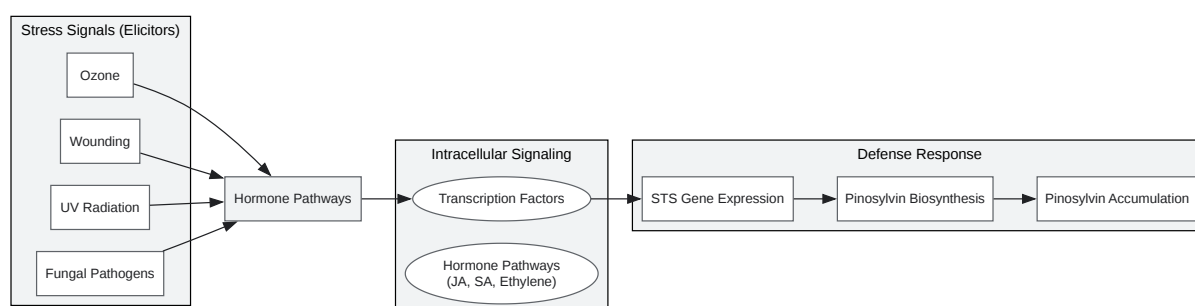 Stress Signals (Elicitors)
Ozone
Wounding
UV Radiation
Fungal Pathogens
Hormone Pathways
Intracellular Signaling
Transcription Factors
Hormone Pathways
(JA, SA, Ethylene)
Defense Response
STS Gene Expression
Pinosylvin Biosynthesis
Pinosylvin Accumulation